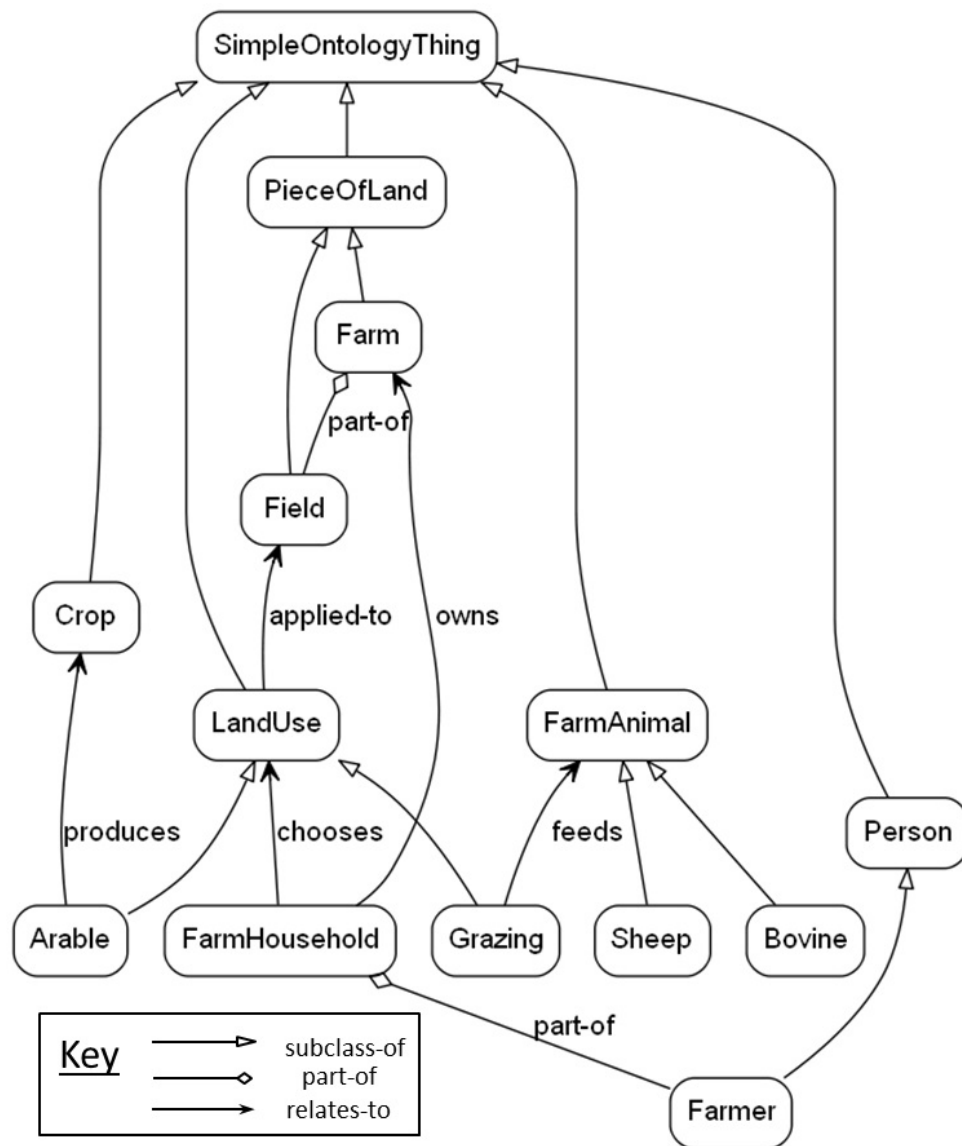 SimpleOntologyThing
PieceOfLand
Farm
part-of
Field
Crop
applied-to
owns
LandUse
FarmAnimal
produces
chooses
feeds
Person
Arable
FarmHousehold
Grazing
Sheep
Bovine
part-of
Farmer
Key
subclass-of
part-of
relates-to